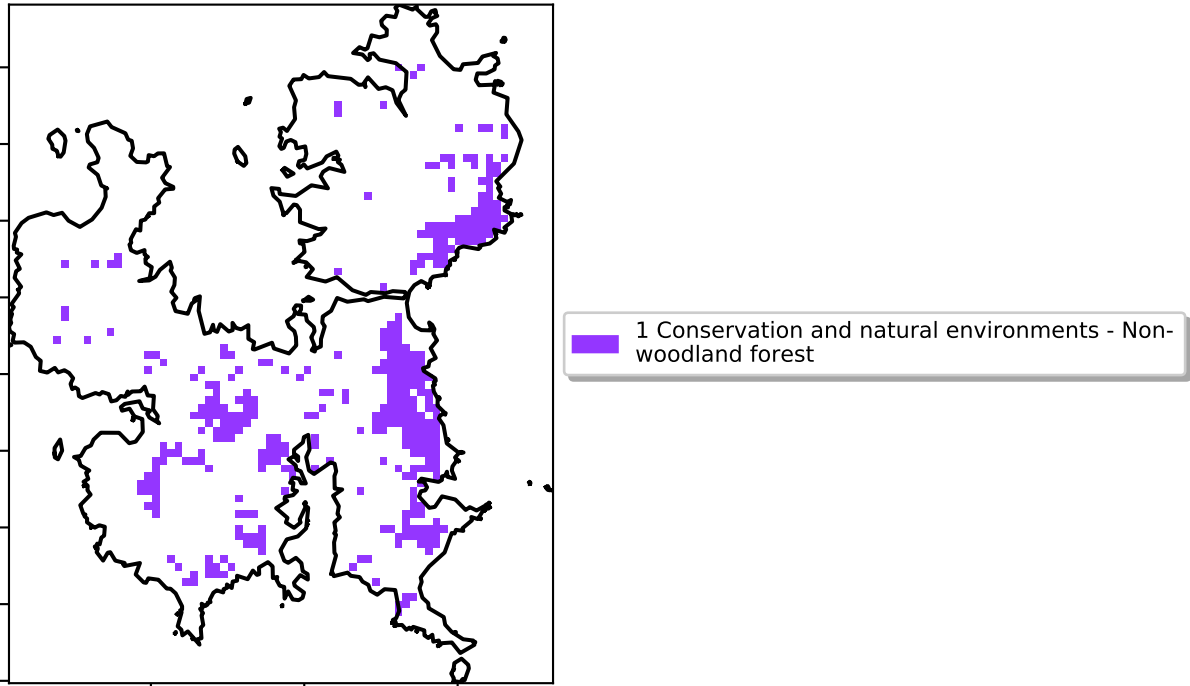 1 Conservation and natural environments - Non-
woodland forest